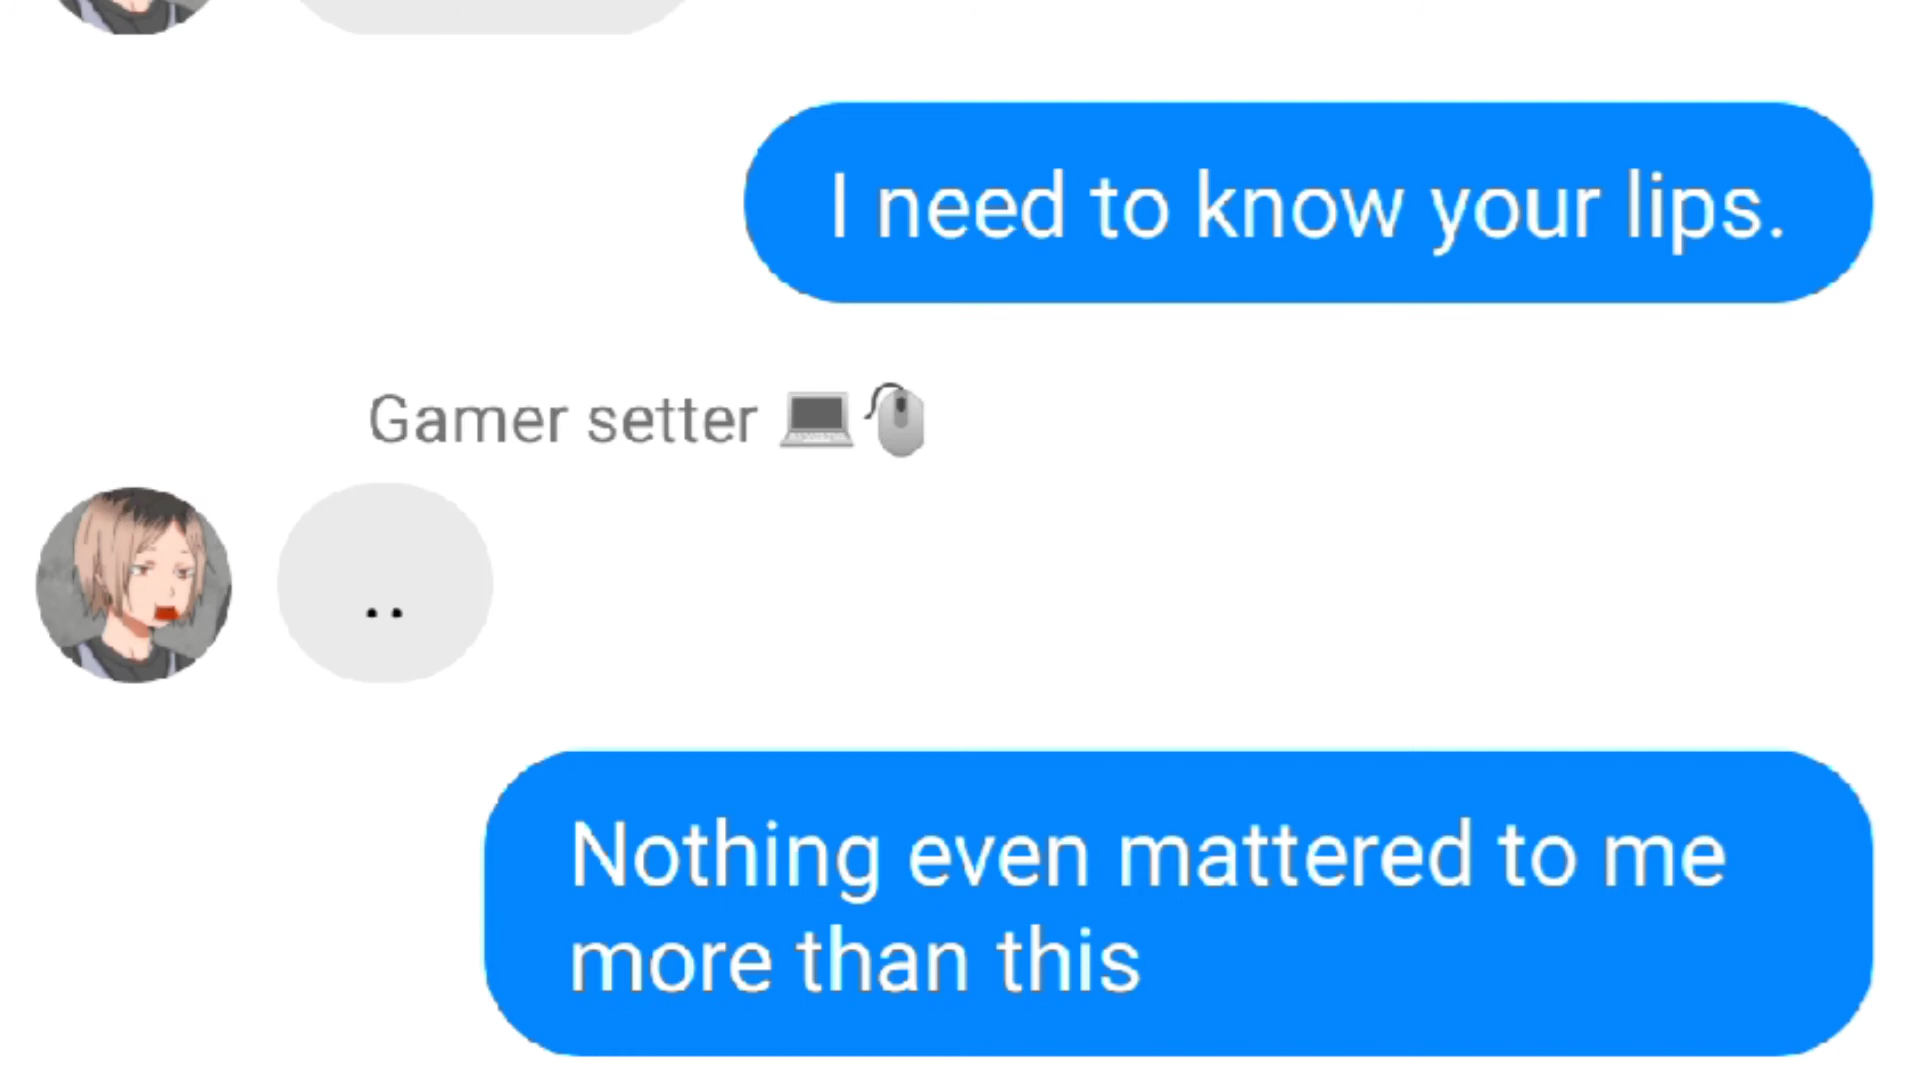 I need to know your lips.
Gamer setter 💻🖱️
..
Nothing even mattered to me
more than this